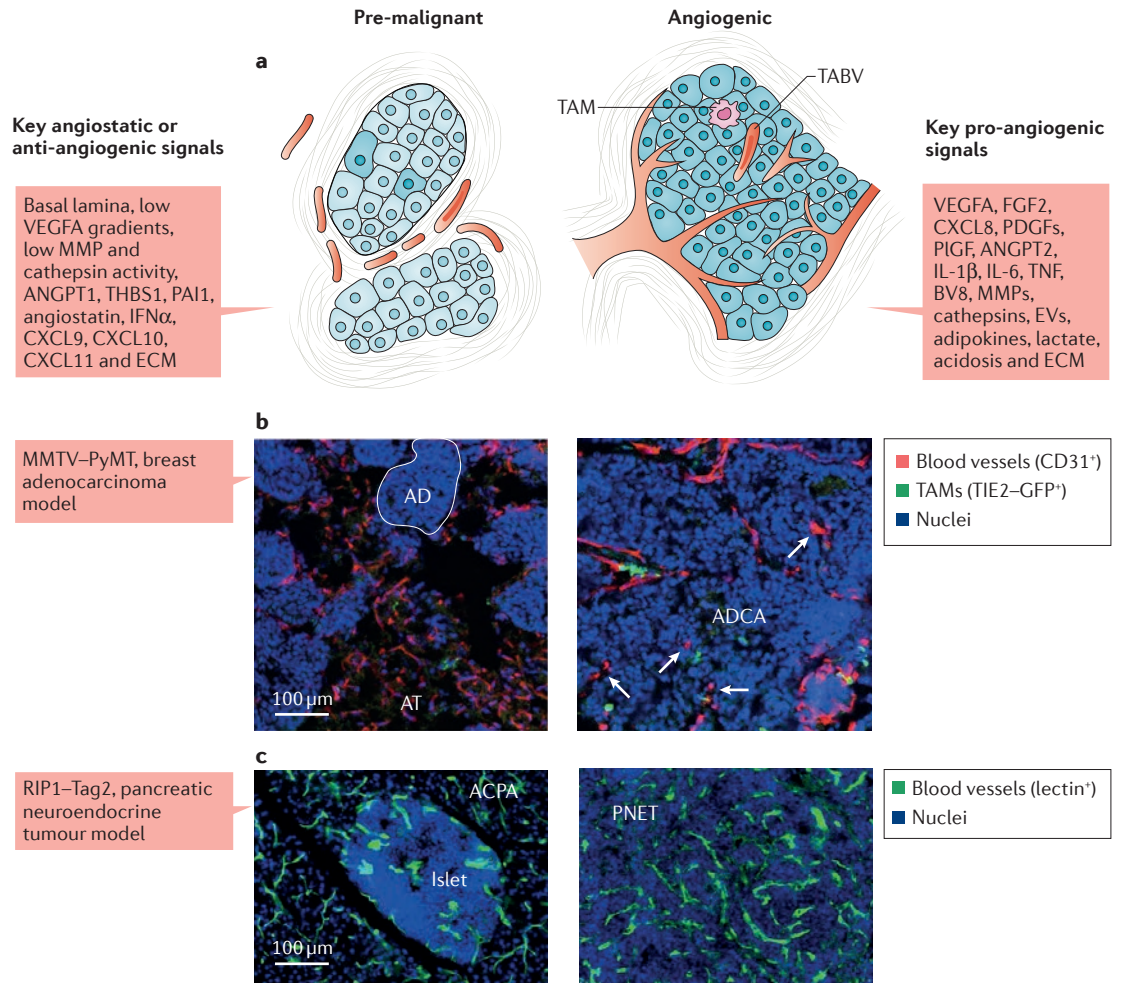 Pre-malignant
Angiogenic
a
TAM
TABV
Key angiostatic or
anti-angiogenic signals
Basal lamina, low
VEGFA gradients,
low MMP and
cathepsin activity,
ANGPT1, THBS1, PAI1,
angiostatin, IFNα,
CXCL9, CXCL10,
CXCL11 and ECM
Key pro-angiogenic
signals
VEGFA, FGF2,
CXCL8, PDGFs,
PlGF, ANGPT2,
IL-1β, IL-6, TNF,
BV8, MMPs,
cathepsins, EVs,
adipokines, lactate,
acidosis and ECM
b
MMTV–PyMT, breast
adenocarcinoma
model
AD
AT
100 μm
ADCA
Blood vessels (CD31⁺)
TAMs (TIE2–GFP⁺)
Nuclei
c
RIP1–Tag2, pancreatic
neuroendocrine
tumour model
ACPA
Islet
100 μm
PNET
Blood vessels (lectin⁺)
Nuclei